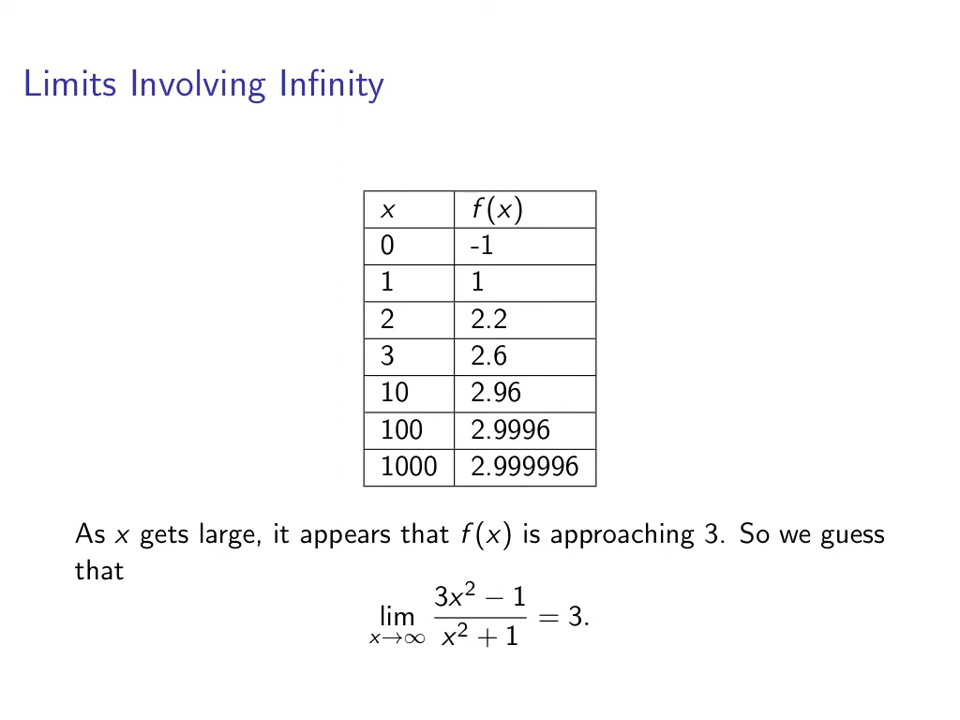 Limits Involving Infinity
x f(x)
0 -1
1 1
2 2.2
3 2.6
10 2.96
100 2.9996
1000 2.999996
As x gets large, it appears that f(x) is approaching 3. So we guess
that
lim x→∞ (3x² − 1)/(x² + 1) = 3.